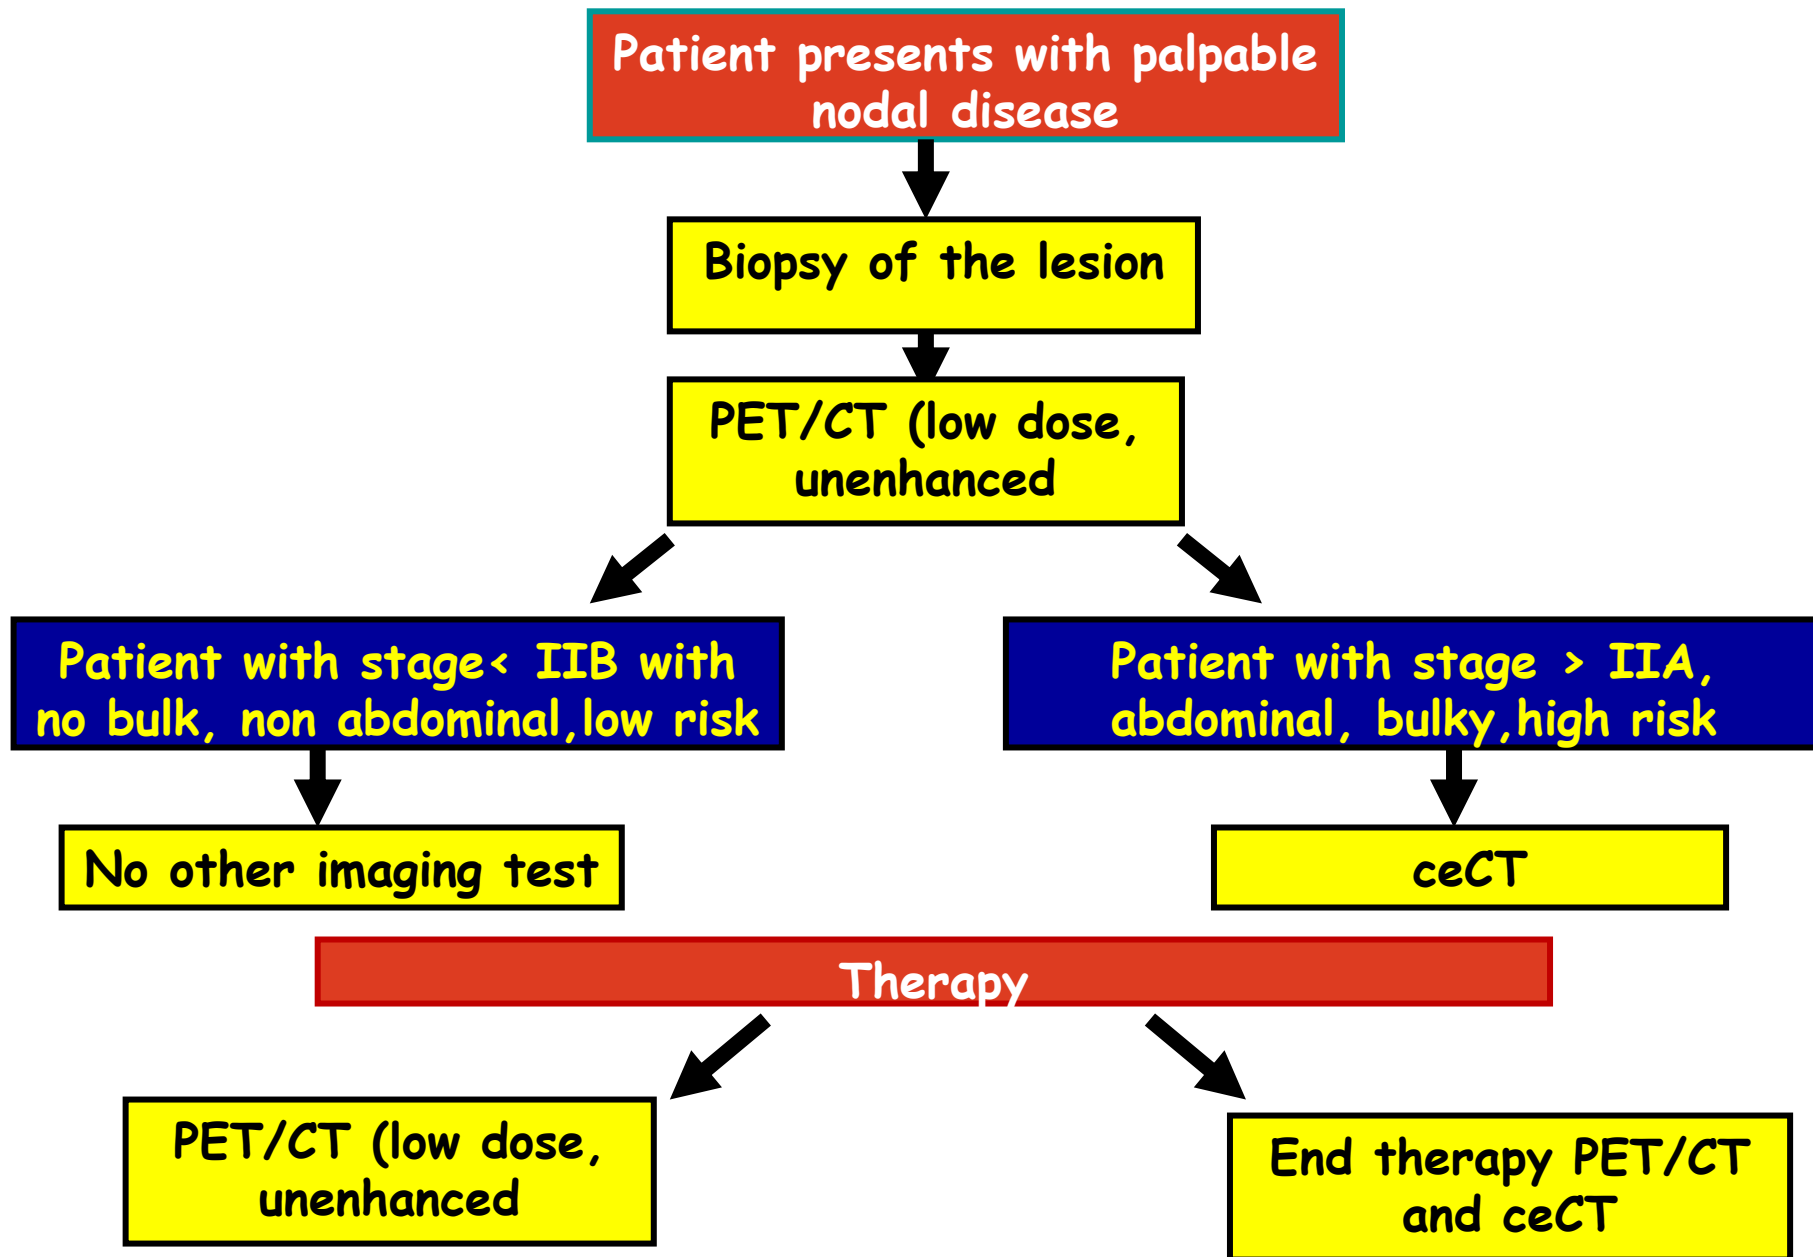 Patient presents with palpable
nodal disease
Biopsy of the lesion
PET/CT (low dose,
unenhanced
Patient with stage< IIB with
no bulk, non abdominal,low risk
Patient with stage > IIA,
abdominal, bulky,high risk
No other imaging test
ceCT
Therapy
PET/CT (low dose,
unenhanced
End therapy PET/CT
and ceCT